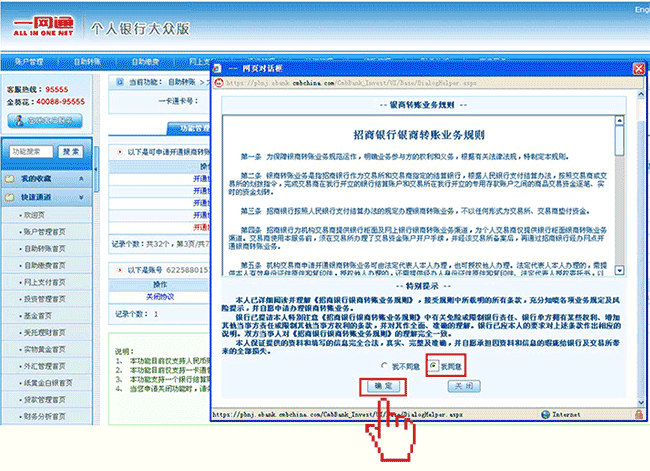 Eng
一网通
ALL IN ONE NET
个人银行大众版
账户管理
自助转账
自助缴费
网上支
客服热线: 95555
金葵花: 40088-95555
功能搜索
搜 索
我的收藏
快速通道
欢迎页
账户管理首页
自助转账首页
自助缴费首页
网上支付首页
投资管理首页
基金首页
受托理财首页
实物黄金首页
外汇管理首页
纸黄金白银首页
贷款管理首页
财务分析首页
当前功能: 自助转账 >
一卡通卡号:
功能管理
以下是可申请开通银商转账
操作
开通
开通
开通
开通
开通
记录个数: 共32个, 第3页/共7
以下是账号 622588015
操作
关闭协议
记录个数: 1
说明:
1. 本功能目前仅支持人民币
2. 本功能目前仅支持一卡通
3. 本功能支持一个银行结算
4. 当您申请关闭功能时, 请
-- 网页对话框
https://pbnj.ebank.cmbchina.com/CmbBank_Invest/UI/Base/DialogHelper.aspx
-- 银商转账业务规则 --
招商银行银商转账业务规则
第一条 为保障银商转账业务规范运作，明确业务参与方的权利和义务，根据有关法律法规，特制定本规则。
第二条 银商转账业务是指招商银行作为交易所和交易商指定的结算银行，根据人民银行支付结算办法，按照交易商或交
易所的划拨指令，完成交易商在我行开立的银行结算账户和交易所在我行开立的专用存款账户之间的商品交易资金逐笔、实
时的资金划转。
第三条 招商银行按照人民银行支付结算办法的规定办理银商转账业务，不以任何形式为交易所、交易商垫付资金。
第四条 招商银行为机构交易商提供银行柜面及网上银行银商转账业务渠道，为个人交易商仅提供银行柜面银商转账业务
渠道。交易商使用本服务前，须在交易所办理了交易资金账户开户手续，并经该交易所备案后，再通过招商银行经办网点开
通银商转账业务。
第五条 机构交易商申请开通银商转账业务可由法定代表人本人办理，也可授权他人办理。法定代表人本人办理的，需提
-- 特别提示 --
本人已详细阅读并理解《招商银行银商转账业务规则》，接受规则中所载明的所有条款，充分知晓各项业务规定及风
险提示，并自愿申请办理银商转账业务。
银行已提请本人特别注意《招商银行银商转账业务规则》中有关免除或限制银行责任、银行单方拥有某些权利、增加
其他当事方责任或限制其他当事方权利的条款，并对其作全面、准确的理解。银行已应本人的要求对上述条款作出相应的
说明。双方当事人对《招商银行银商转账业务规则》的理解完全一致。
本人保证提供的资料和填写的信息完全合法、真实、完整及准确，并自愿承担因资料和信息的瑕疵给银行及交易所带
来的全部损失。
我不同意
我同意
确 定
关 闭
https://pbnj.ebank.cmbchina.com/CmbBank_Invest/UI/Base/DialogHelper.aspx
Internet